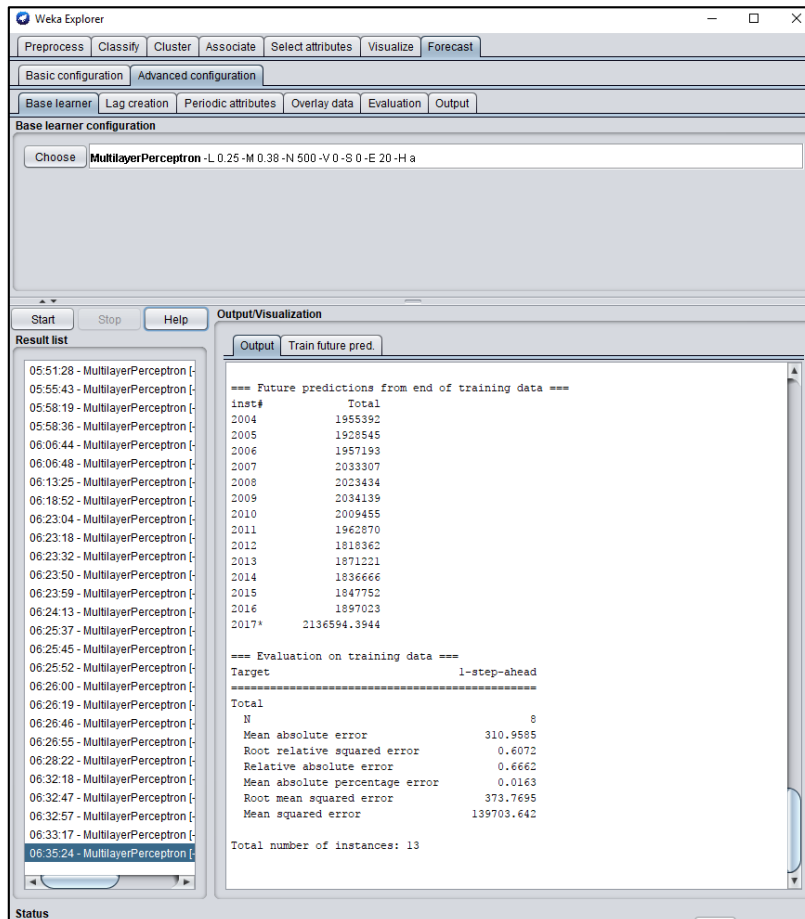 Weka Explorer
Preprocess Classify Cluster Associate Select attributes Visualize Forecast
Basic configuration Advanced configuration
Base learner Lag creation Periodic attributes Overlay data Evaluation Output
Base learner configuration
Choose MultilayerPerceptron -L 0.25 -M 0.38 -N 500 -V 0 -S 0 -E 20 -H a
Start Stop Help
Result list
05:51:28 - MultilayerPerceptron [-
05:55:43 - MultilayerPerceptron [-
05:58:19 - MultilayerPerceptron [-
05:58:36 - MultilayerPerceptron [-
06:06:44 - MultilayerPerceptron [-
06:06:48 - MultilayerPerceptron [-
06:13:25 - MultilayerPerceptron [-
06:18:52 - MultilayerPerceptron [-
06:23:04 - MultilayerPerceptron [-
06:23:18 - MultilayerPerceptron [-
06:23:32 - MultilayerPerceptron [-
06:23:50 - MultilayerPerceptron [-
06:23:59 - MultilayerPerceptron [-
06:24:13 - MultilayerPerceptron [-
06:25:37 - MultilayerPerceptron [-
06:25:45 - MultilayerPerceptron [-
06:25:52 - MultilayerPerceptron [-
06:26:00 - MultilayerPerceptron [-
06:26:19 - MultilayerPerceptron [-
06:26:46 - MultilayerPerceptron [-
06:26:55 - MultilayerPerceptron [-
06:28:22 - MultilayerPerceptron [-
06:32:18 - MultilayerPerceptron [-
06:32:47 - MultilayerPerceptron [-
06:32:57 - MultilayerPerceptron [-
06:33:17 - MultilayerPerceptron [-
06:35:24 - MultilayerPerceptron [-
Output/Visualization
Output Train future pred.
=== Future predictions from end of training data ===
inst# Total
2004 1955392
2005 1928545
2006 1957193
2007 2033307
2008 2023434
2009 2034139
2010 2009455
2011 1962870
2012 1818362
2013 1871221
2014 1836666
2015 1847752
2016 1897023
2017* 2136594.3944
=== Evaluation on training data ===
Target 1-step-ahead
===============================================
Total
N 8
Mean absolute error 310.9585
Root relative squared error 0.6072
Relative absolute error 0.6662
Mean absolute percentage error 0.0163
Root mean squared error 373.7695
Mean squared error 139703.642
Total number of instances: 13
Status